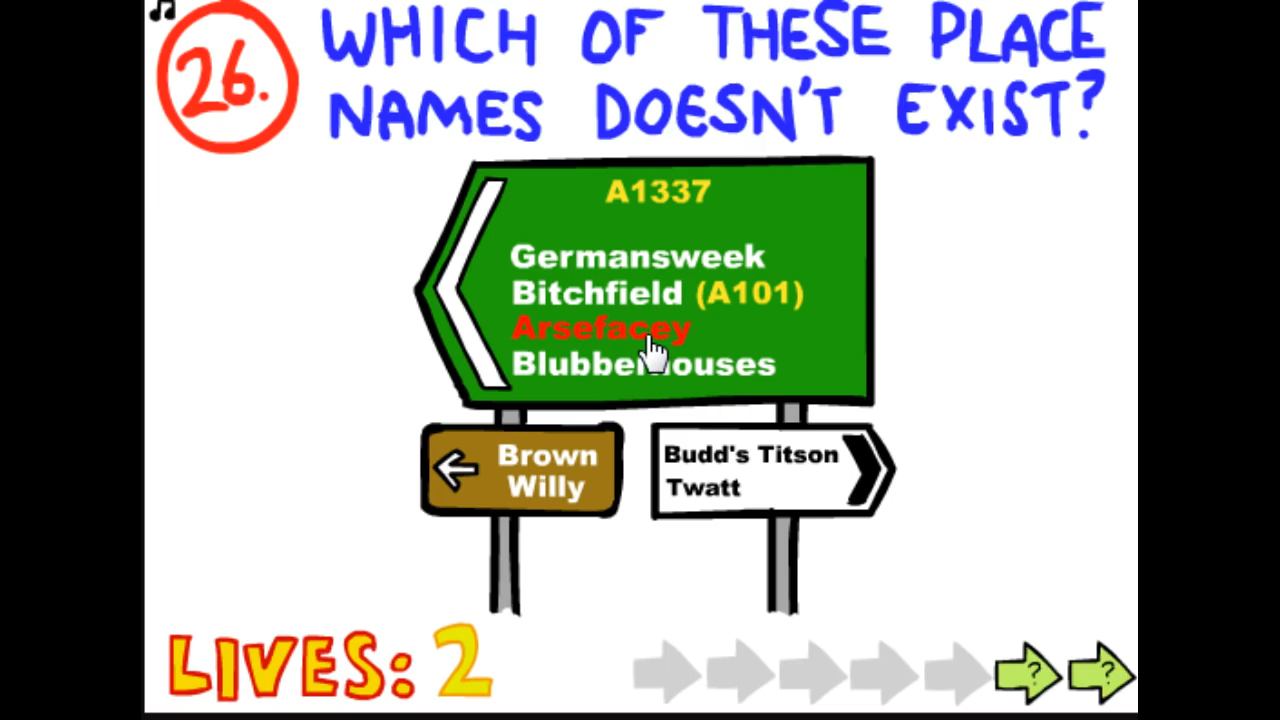 26.
WHICH OF THESE PLACE
NAMES DOESN'T EXIST?
A1337
Germansweek
Bitchfield (A101)
Arsefacey
Blubberhouses
Brown
Willy
Budd's Titson
Twatt
LIVES: 2
? ?